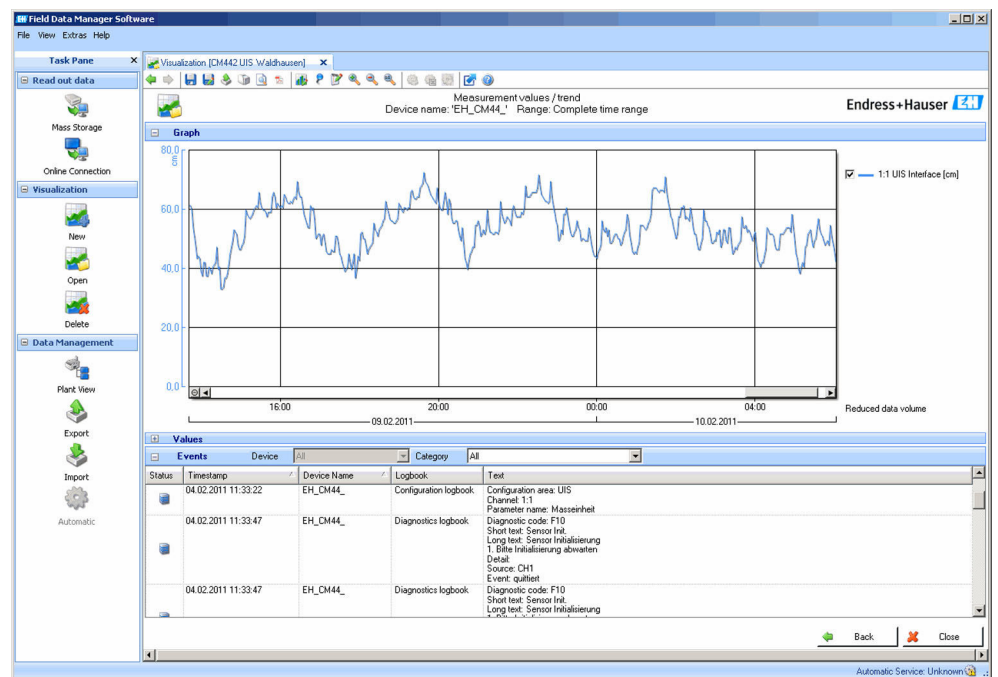 Field Data Manager Software
File View Extras Help
Task Pane X
Read out data
Mass Storage
Online Connection
Visualization
New
Open
Delete
Data Management
Plant View
Export
Import
Automatic
Visualization [CM442 UIS Waldhausen] X
Measurement values / trend
Device name: 'EH_CM44_' Range: Complete time range
Endress+Hauser EH
Graph
80,0
cm
60,0
40,0
20,0
0,0
16:00 20:00 00:00 04:00
09.02.2011 10.02.2011
1:1 UIS Interface [cm]
Reduced data volume
Values
Events Device All Category All
Status Timestamp Device Name Logbook Text
04.02.2011 11:33:22 EH_CM44_ Configuration logbook Configuration area: UIS
Channel: 1:1
Parameter name: Masseinheit
04.02.2011 11:33:47 EH_CM44_ Diagnostics logbook Diagnostic code: F10
Short text: Sensor Init.
Long text: Sensor Initialisierung
1. Bitte Initialisierung abwarten
Detail:
Source: CH1
Event: quittiert
04.02.2011 11:33:47 EH_CM44_ Diagnostics logbook Diagnostic code: F10
Short text: Sensor Init.
Long text: Sensor Initialisierung
Back Close
Automatic Service: Unknown